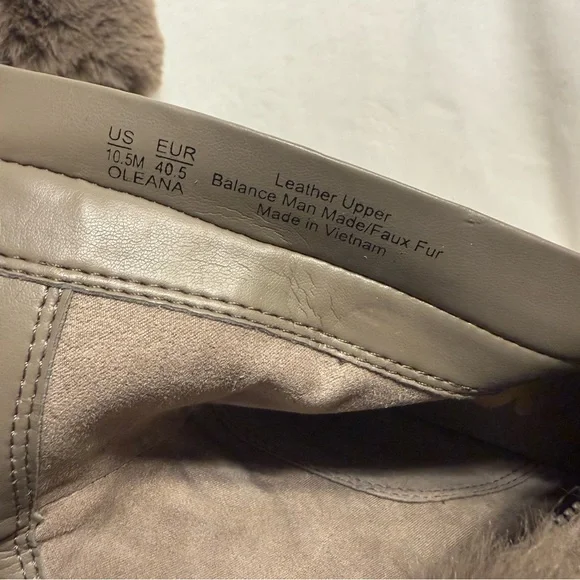 US EUR
10.5M 40.5
OLEANA
Leather Upper
Balance Man Made/Faux Fur
Made in Vietnam